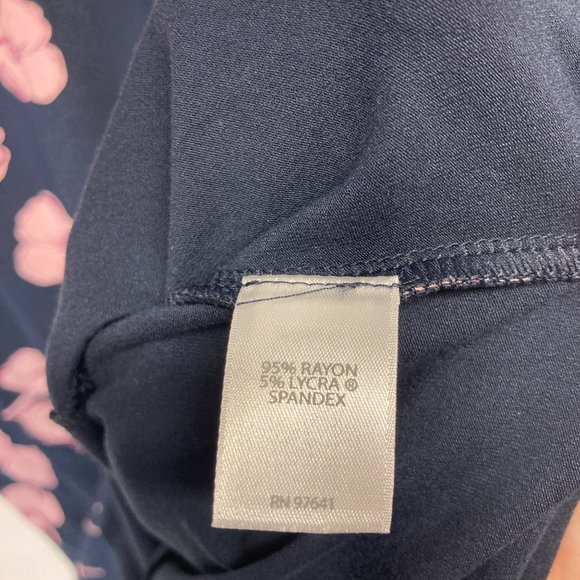 95% RAYON
5% LYCRA ®
SPANDEX
RN 97641